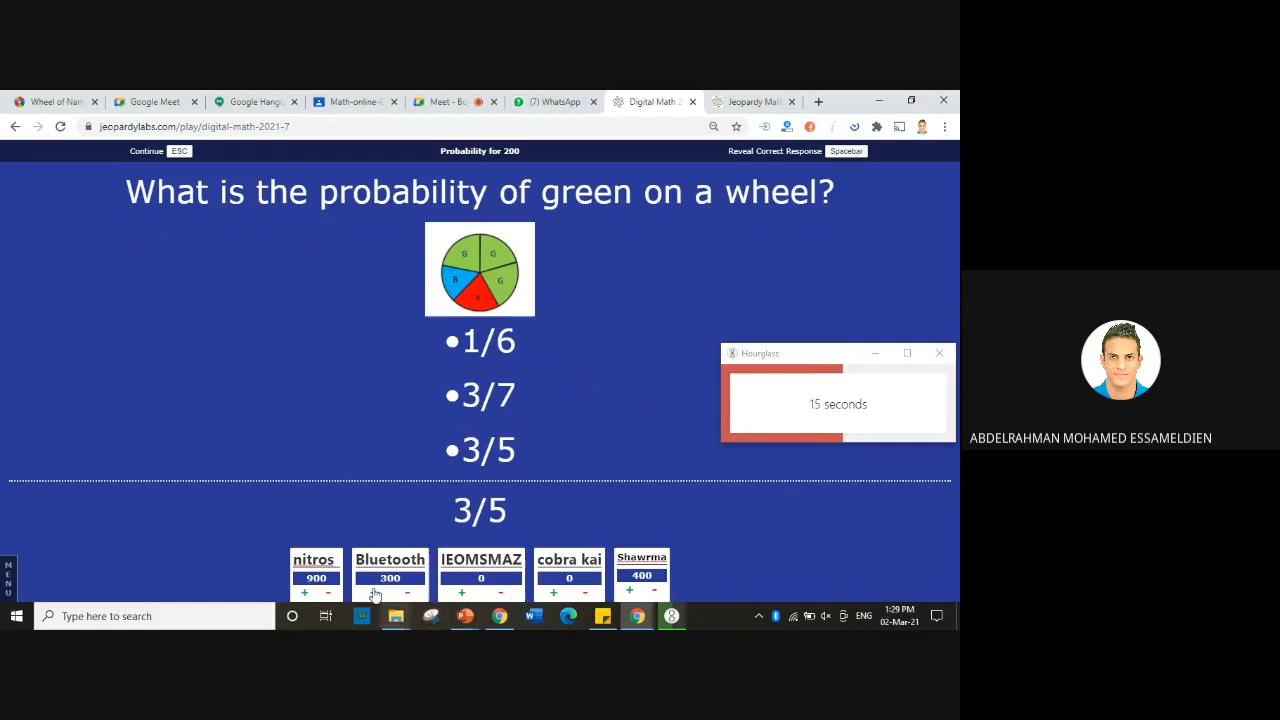 Wheel of Nam
Google Meet
Google Hango
Math-online-G
Meet - Bo
(7) WhatsApp
Digital Math 2
Jeopardy Mat
jeopardylabs.com/play/digital-math-2021-7
Continue ESC
Probability for 200
Reveal Correct Response Spacebar
What is the probability of green on a wheel?
G G
B G
R
•1/6
•3/7
•3/5
3/5
Hourglass
15 seconds
MENU
nitros Bluetooth IEOMSMAZ cobra kai Shawrma
900 300 0 0 400
+ - + - + - + - + -
Type here to search
ENG
1:29 PM
02-Mar-21
ABDELRAHMAN MOHAMED ESSAMELDIEN